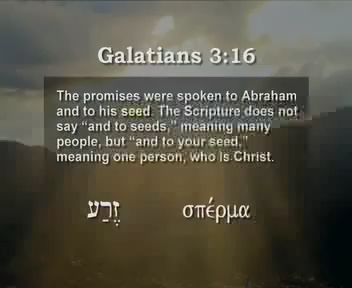 Galatians 3:16
The promises were spoken to Abraham
and to his seed. The Scripture does not
say “and to seeds,” meaning many
people, but “and to your seed,”
meaning one person, who is Christ.
זֶרַע σπέρμα